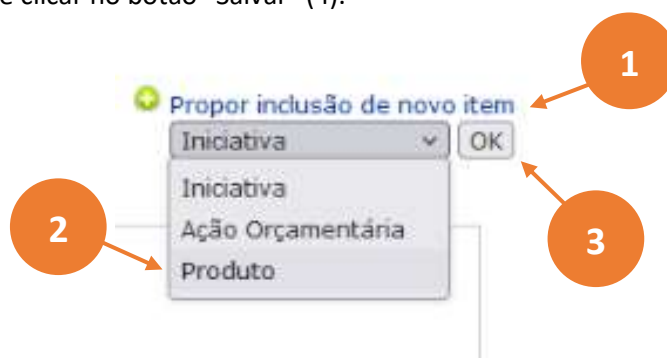 e clicar no botão "Salvar" (4).
1
Propor inclusão de novo item
Iniciativa OK
Iniciativa
2
Ação Orçamentária
3
Produto